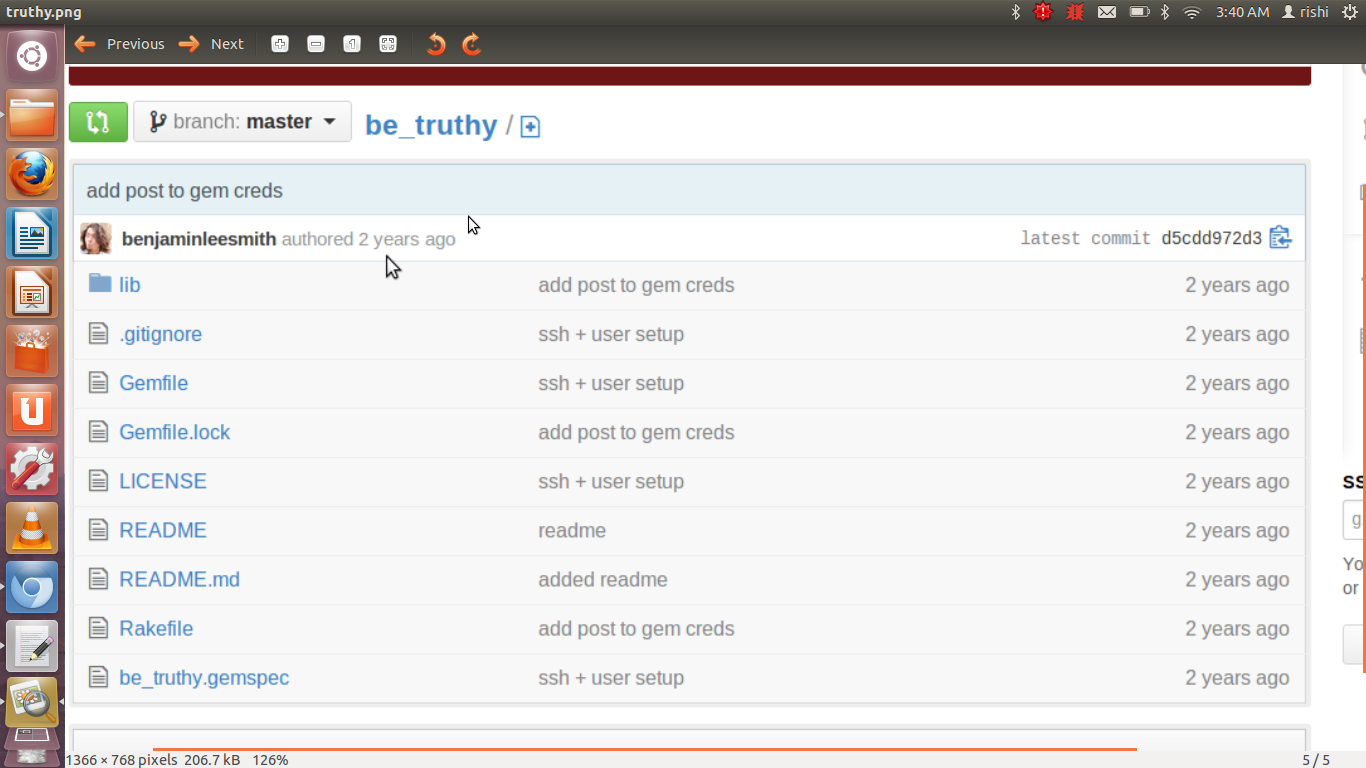 truthy.png
3:40 AM rishi
Previous Next
branch: master be_truthy /
add post to gem creds
benjaminleesmith authored 2 years ago latest commit d5cdd972d3
lib add post to gem creds 2 years ago
.gitignore ssh + user setup 2 years ago
Gemfile ssh + user setup 2 years ago
Gemfile.lock add post to gem creds 2 years ago
LICENSE ssh + user setup 2 years ago
README readme 2 years ago
README.md added readme 2 years ago
Rakefile add post to gem creds 2 years ago
be_truthy.gemspec ssh + user setup 2 years ago
or
1366 × 768 pixels 206.7 kB 126% 5 / 5